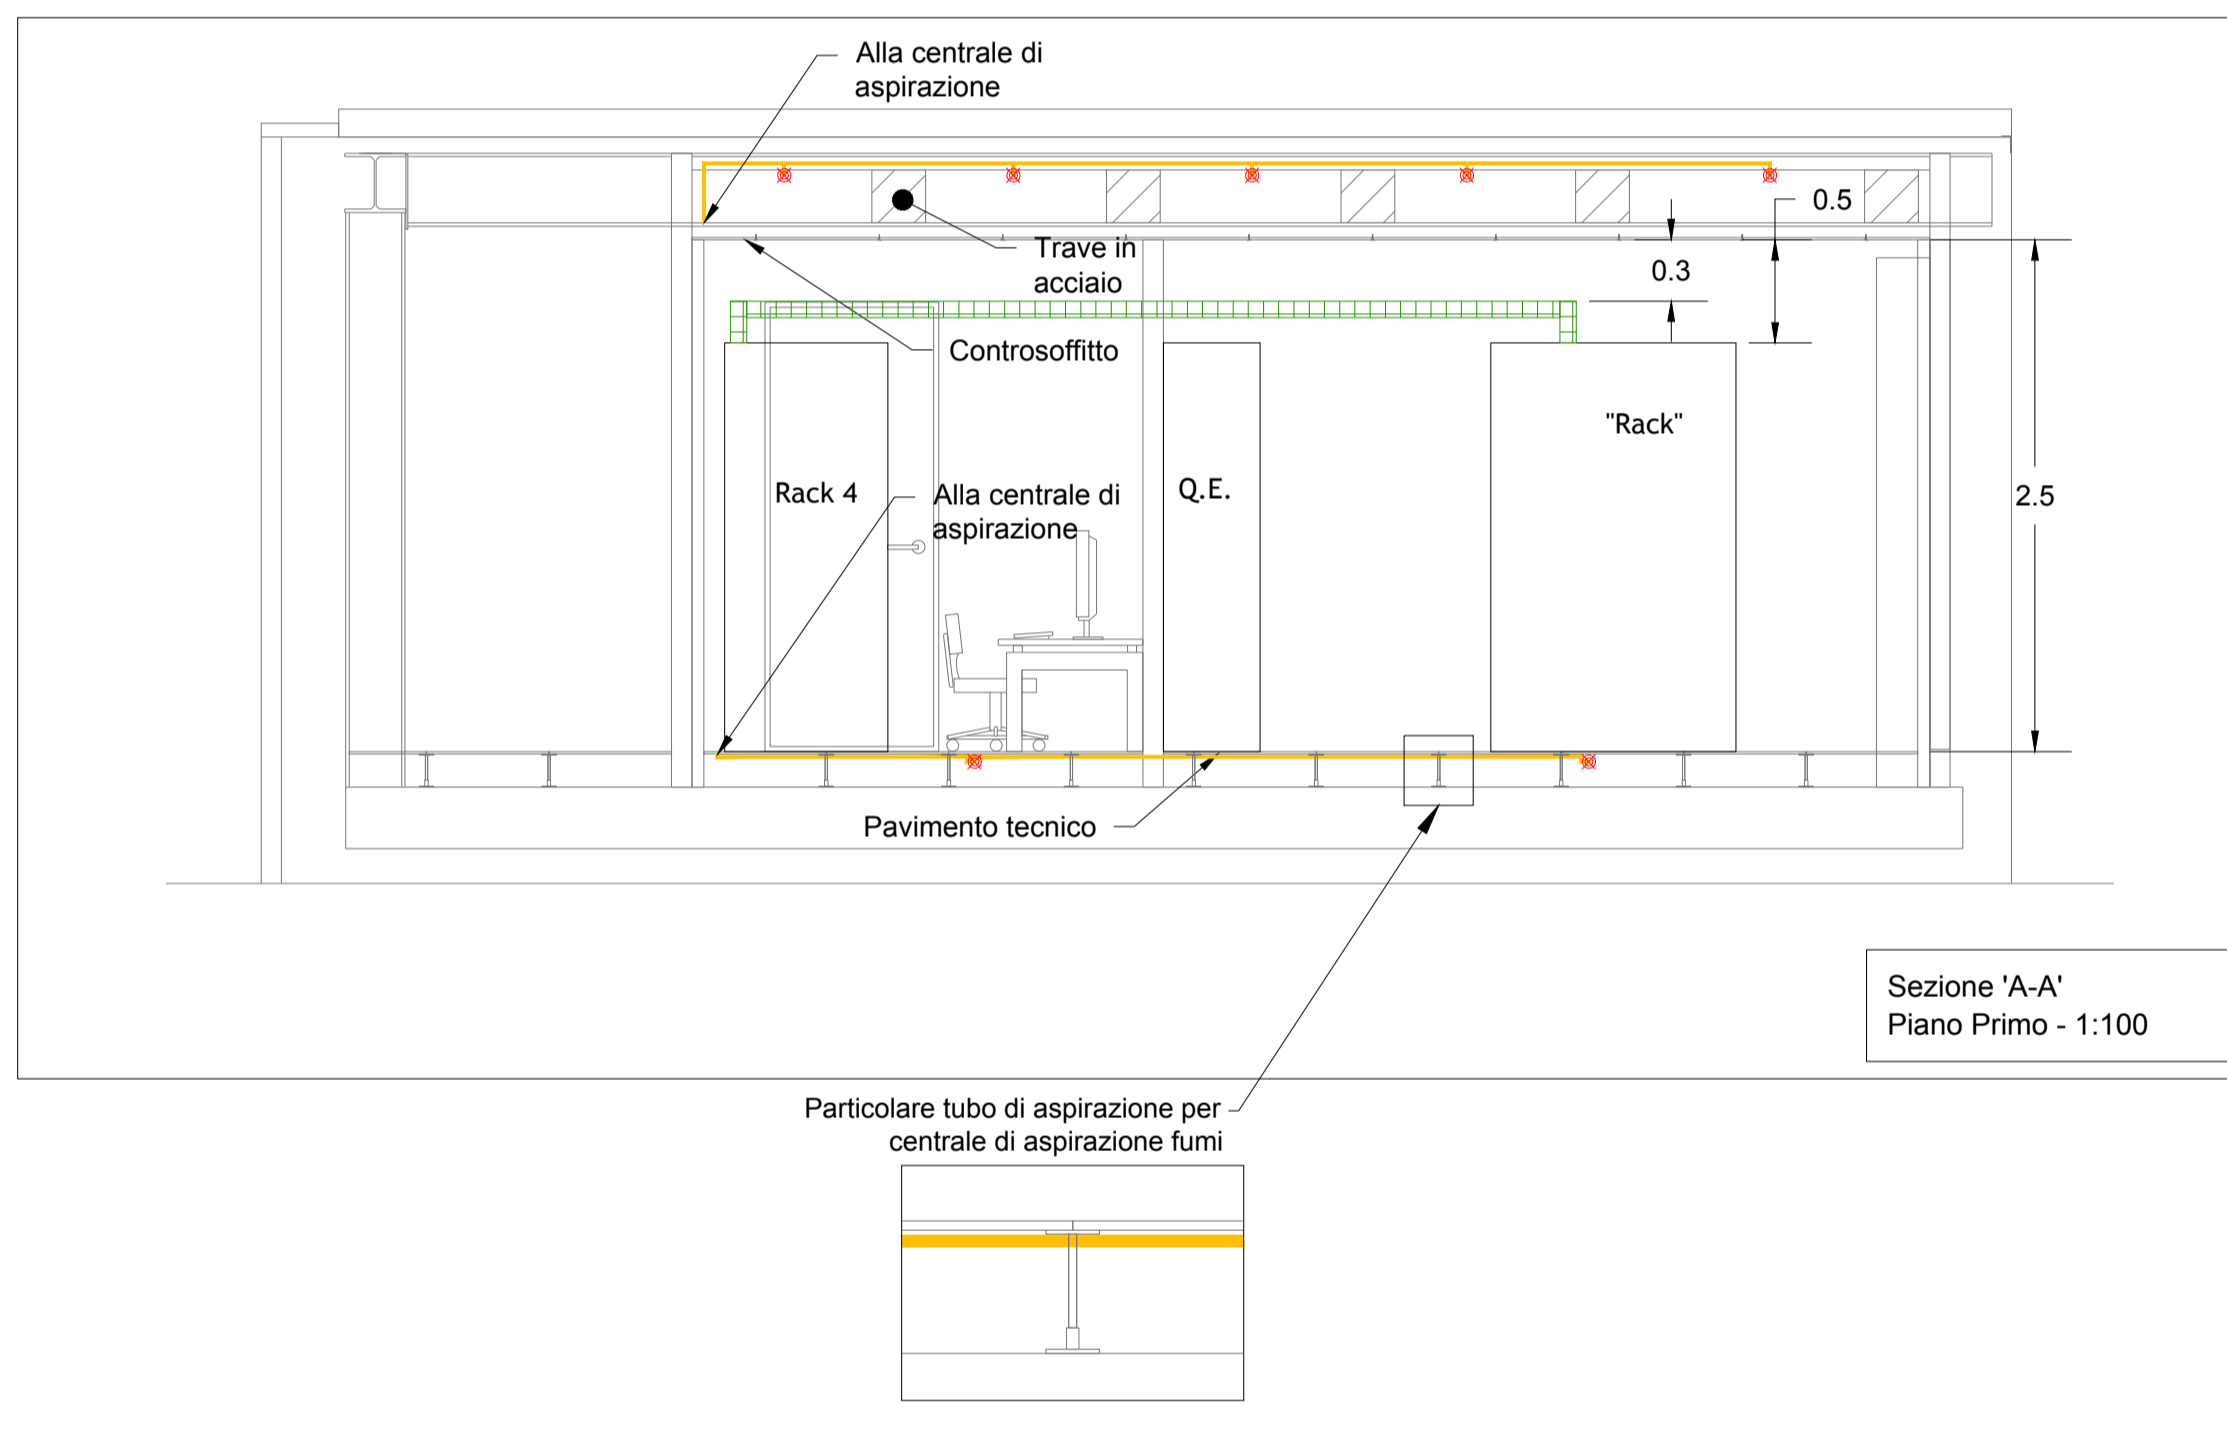 Alla centrale di
aspirazione
0.5
Trave in
acciaio
0.3
Controsoffitto
"Rack"
Rack 4
Alla centrale di
aspirazione
Q.E.
2.5
Pavimento tecnico
Sezione 'A-A'
Piano Primo - 1:100
Particolare tubo di aspirazione per
centrale di aspirazione fumi